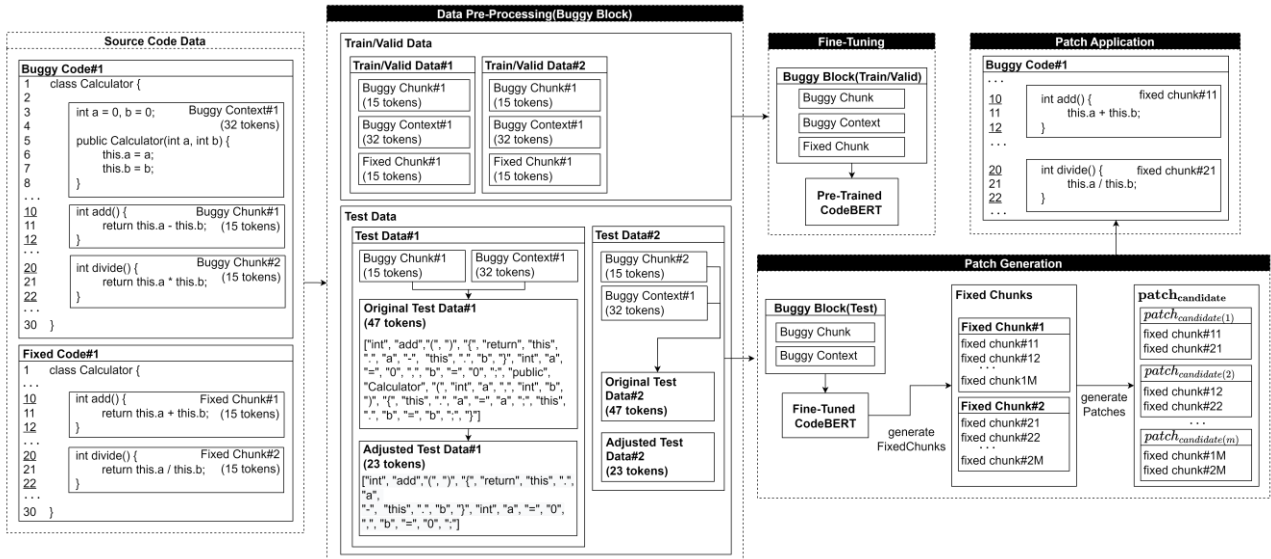 Source Code Data
Buggy Code#1
1 class Calculator {
2
3 int a = 0, b = 0; Buggy Context#1
4 (32 tokens)
5 public Calculator(int a, int b) {
6 this.a = a;
7 this.b = b;
8 }
...
10 int add() { Buggy Chunk#1
11 return this.a - this.b; (15 tokens)
12 }
...
20 int divide() { Buggy Chunk#2
21 return this.a * this.b; (15 tokens)
22 }
...
30 }
Fixed Code#1
1 class Calculator {
...
10 int add() { Fixed Chunk#1
11 return this.a + this.b; (15 tokens)
12 }
...
20 int divide() { Fixed Chunk#2
21 return this.a / this.b; (15 tokens)
22 }
...
30 }
Data Pre-Processing(Buggy Block)
Train/Valid Data
Train/Valid Data#1
Buggy Chunk#1
(15 tokens)
Buggy Context#1
(32 tokens)
Fixed Chunk#1
(15 tokens)
Train/Valid Data#2
Buggy Chunk#1
(15 tokens)
Buggy Context#1
(32 tokens)
Fixed Chunk#1
(15 tokens)
Test Data
Test Data#1
Buggy Chunk#1
(15 tokens)
Buggy Context#1
(32 tokens)
Original Test Data#1
(47 tokens)
["int", "add","(", ")", "{", "return", "this",
".", "a", "-", "this", ".", "b", "}", "int", "a",
"=", "0", ",", "b", "=", "0", ";", "public",
"Calculator", "(", "int", "a", ",", "int", "b",
")", "{", "this", ".", "a", "=", "a", ";", "this",
".", "b", "=", "b", ";", "}"]
Adjusted Test Data#1
(23 tokens)
["int", "add","(", ")", "{", "return", "this", ".",
"a",
"-", "this", ".", "b", "}", "int", "a", "=", "0",
",", "b", "=", "0", ";"]
Test Data#2
Buggy Chunk#2
(15 tokens)
Buggy Context#1
(32 tokens)
Original Test
Data#2
(47 tokens)
Adjusted Test
Data#2
(23 tokens)
Fine-Tuning
Buggy Block(Train/Valid)
Buggy Chunk
Buggy Context
Fixed Chunk
Pre-Trained
CodeBERT
Patch Application
Buggy Code#1
...
10 int add() { fixed chunk#11
11 this.a + this.b;
12 }
...
20 int divide() { fixed chunk#21
21 this.a / this.b;
22 }
...
Patch Generation
Buggy Block(Test)
Buggy Chunk
Buggy Context
Fine-Tuned
CodeBERT
generate
FixedChunks
Fixed Chunks
Fixed Chunk#1
fixed chunk#11
fixed chunk#12
...
fixed chunk1M
Fixed Chunk#2
fixed chunk#21
fixed chunk#22
...
fixed chunk#2M
generate
Patches
patch_candidate
patch_candidate(1)
fixed chunk#11
fixed chunk#21
patch_candidate(2)
fixed chunk#12
fixed chunk#22
...
patch_candidate(m)
fixed chunk#1M
fixed chunk#2M